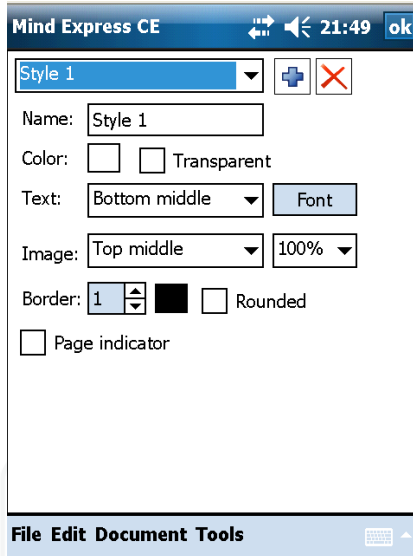 Mind Express CE 21:49 ok
Style 1
Name: Style 1
Color: Transparent
Text: Bottom middle Font
Image: Top middle 100%
Border: 1 Rounded
Page indicator
File Edit Document Tools